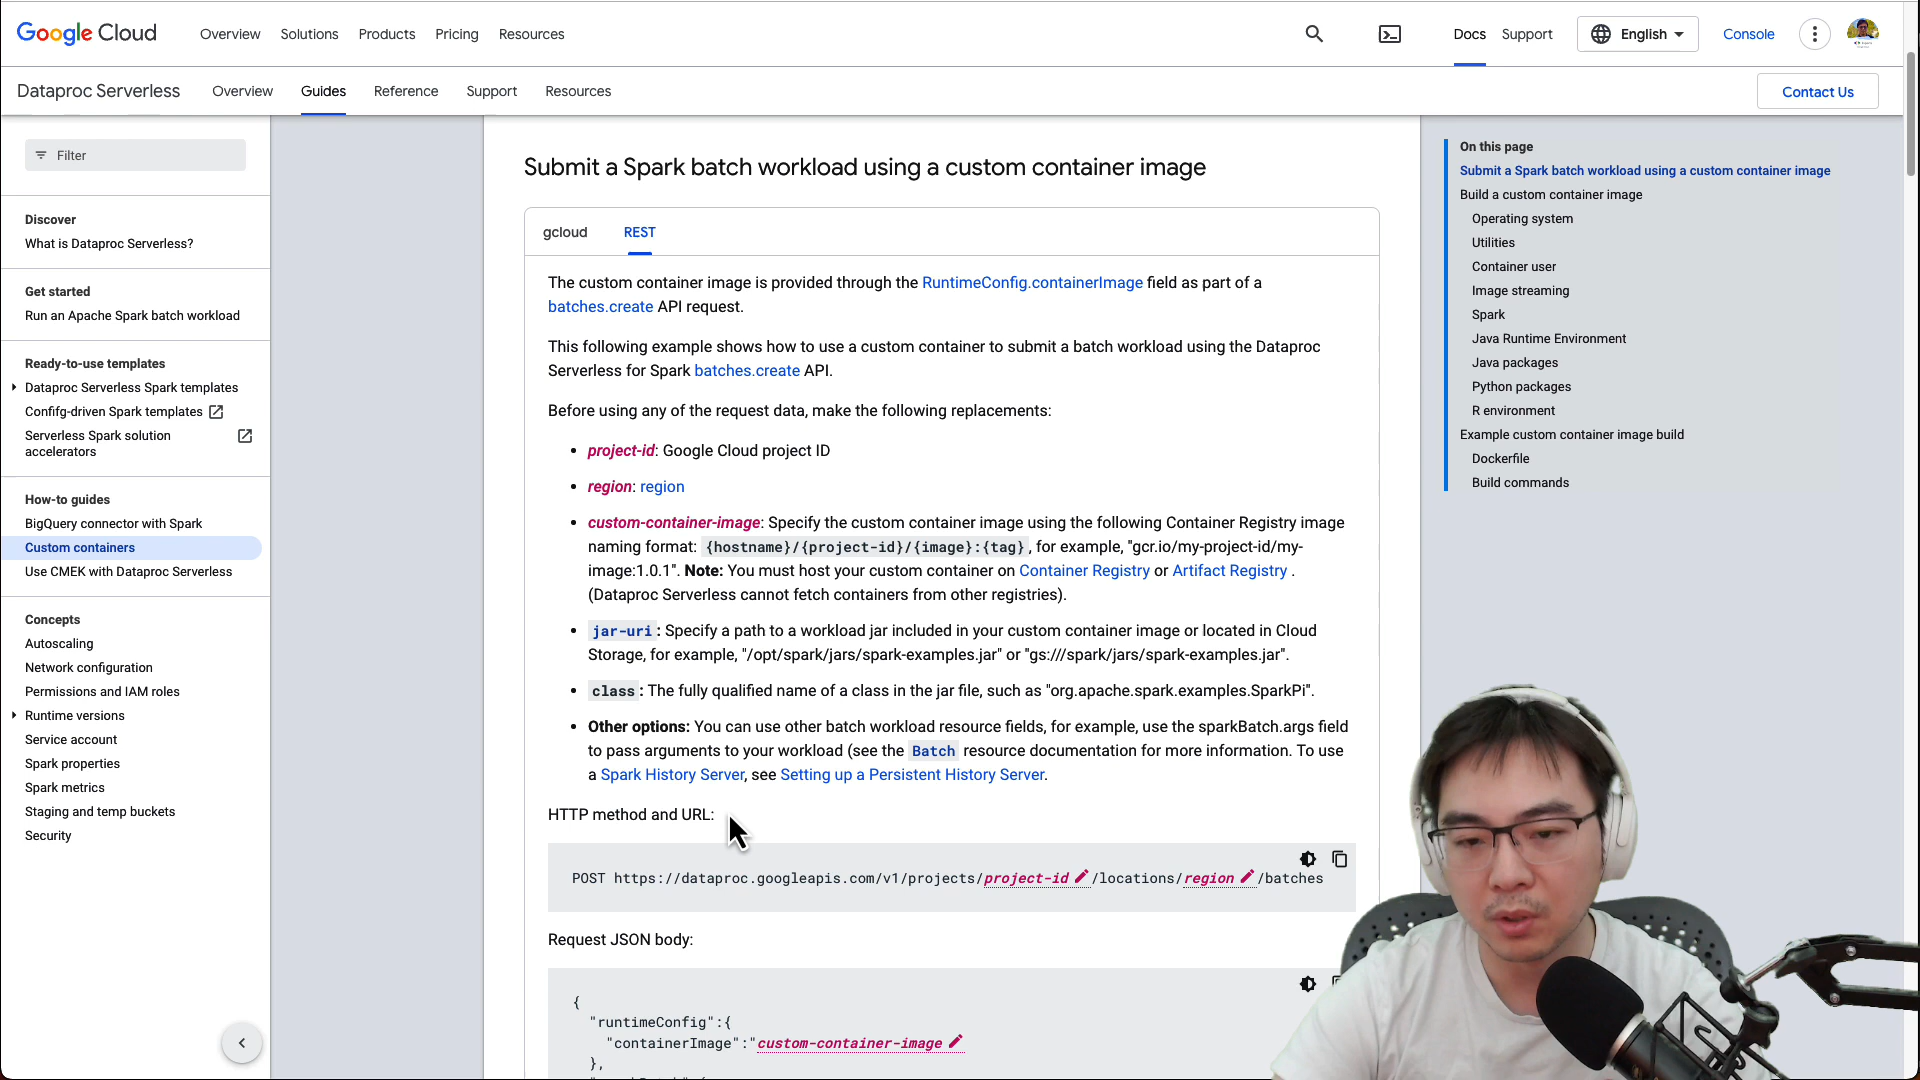 Google Cloud Overview Solutions Products Pricing Resources Docs Support English Console
Dataproc Serverless Overview Guides Reference Support Resources Contact Us
Filter
Discover
What is Dataproc Serverless?
Get started
Run an Apache Spark batch workload
Ready-to-use templates
Dataproc Serverless Spark templates
Confifg-driven Spark templates
Serverless Spark solution
accelerators
How-to guides
BigQuery connector with Spark
Custom containers
Use CMEK with Dataproc Serverless
Concepts
Autoscaling
Network configuration
Permissions and IAM roles
Runtime versions
Service account
Spark properties
Spark metrics
Staging and temp buckets
Security
Submit a Spark batch workload using a custom container image
gcloud REST
The custom container image is provided through the RuntimeConfig.containerImage field as part of a
batches.create API request.
This following example shows how to use a custom container to submit a batch workload using the Dataproc
Serverless for Spark batches.create API.
Before using any of the request data, make the following replacements:
• project-id: Google Cloud project ID
• region: region
• custom-container-image: Specify the custom container image using the following Container Registry image
naming format: {hostname}/{project-id}/{image}:{tag}, for example, "gcr.io/my-project-id/my-
image:1.0.1". Note: You must host your custom container on Container Registry or Artifact Registry .
(Dataproc Serverless cannot fetch containers from other registries).
• jar-uri: Specify a path to a workload jar included in your custom container image or located in Cloud
Storage, for example, "/opt/spark/jars/spark-examples.jar" or "gs:///spark/jars/spark-examples.jar".
• class: The fully qualified name of a class in the jar file, such as "org.apache.spark.examples.SparkPi".
• Other options: You can use other batch workload resource fields, for example, use the sparkBatch.args field
to pass arguments to your workload (see the Batch resource documentation for more information. To use
a Spark History Server, see Setting up a Persistent History Server.
HTTP method and URL:
POST https://dataproc.googleapis.com/v1/projects/project-id/locations/region/batches
Request JSON body:
{
"runtimeConfig":{
"containerImage":"custom-container-image
},
On this page
Submit a Spark batch workload using a custom container image
Build a custom container image
Operating system
Utilities
Container user
Image streaming
Spark
Java Runtime Environment
Java packages
Python packages
R environment
Example custom container image build
Dockerfile
Build commands